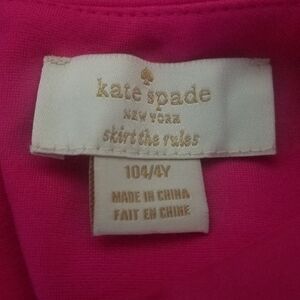 kate spade
NEW YORK
skirt the rules
104/4Y
MADE IN CHINA
FAIT EN CHINE